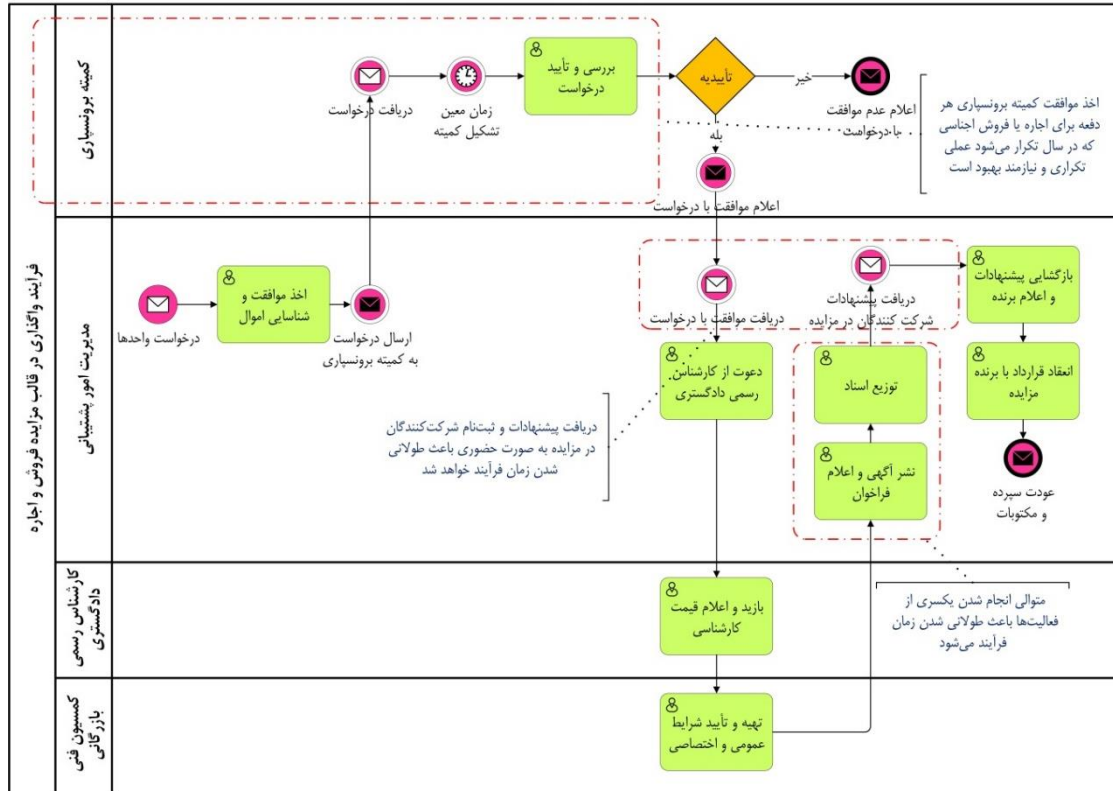 فرآیند واگذاری در قالب مزایده فروش و اجاره
کمیته برونسپاری
دریافت درخواست
زمان معین
تشکیل کمیته
بررسی و تأیید
درخواست
تأییدیه
خیر
بله
اعلام عدم موافقت
با درخواست
اعلام موافقت با درخواست
اخذ موافقت کمیته برونسپاری هر
دفعه برای اجاره یا فروش اجناسی
که در سال تکرار می‌شود عملی
تکراری و نیازمند بهبود است
مدیریت امور پشتیبانی
درخواست واحدها
اخذ موافقت و
شناسایی اموال
ارسال درخواست
به کمیته برونسپاری
دریافت موافقت با درخواست
دعوت از کارشناس
رسمی دادگستری
دریافت پیشنهادات و ثبت‌نام شرکت‌کنندگان
در مزایده به صورت حضوری باعث طولانی
شدن زمان فرآیند خواهد شد
دریافت پیشنهادات
شرکت کنندگان در مزایده
توزیع اسناد
نشر آگهی و اعلام
فراخوان
بازگشایی پیشنهادات
و اعلام برنده
انعقاد قرارداد با برنده
مزایده
عودت سپرده
و مکتوبات
کارشناس رسمی
دادگستری
بازید و اعلام قیمت
کارشناسی
متوالی انجام شدن یکسری از
فعالیت‌ها باعث طولانی شدن زمان
فرآیند می‌شود
کمسیون فنی
بازرگانی
تهیه و تأیید شرایط
عمومی و اختصاصی